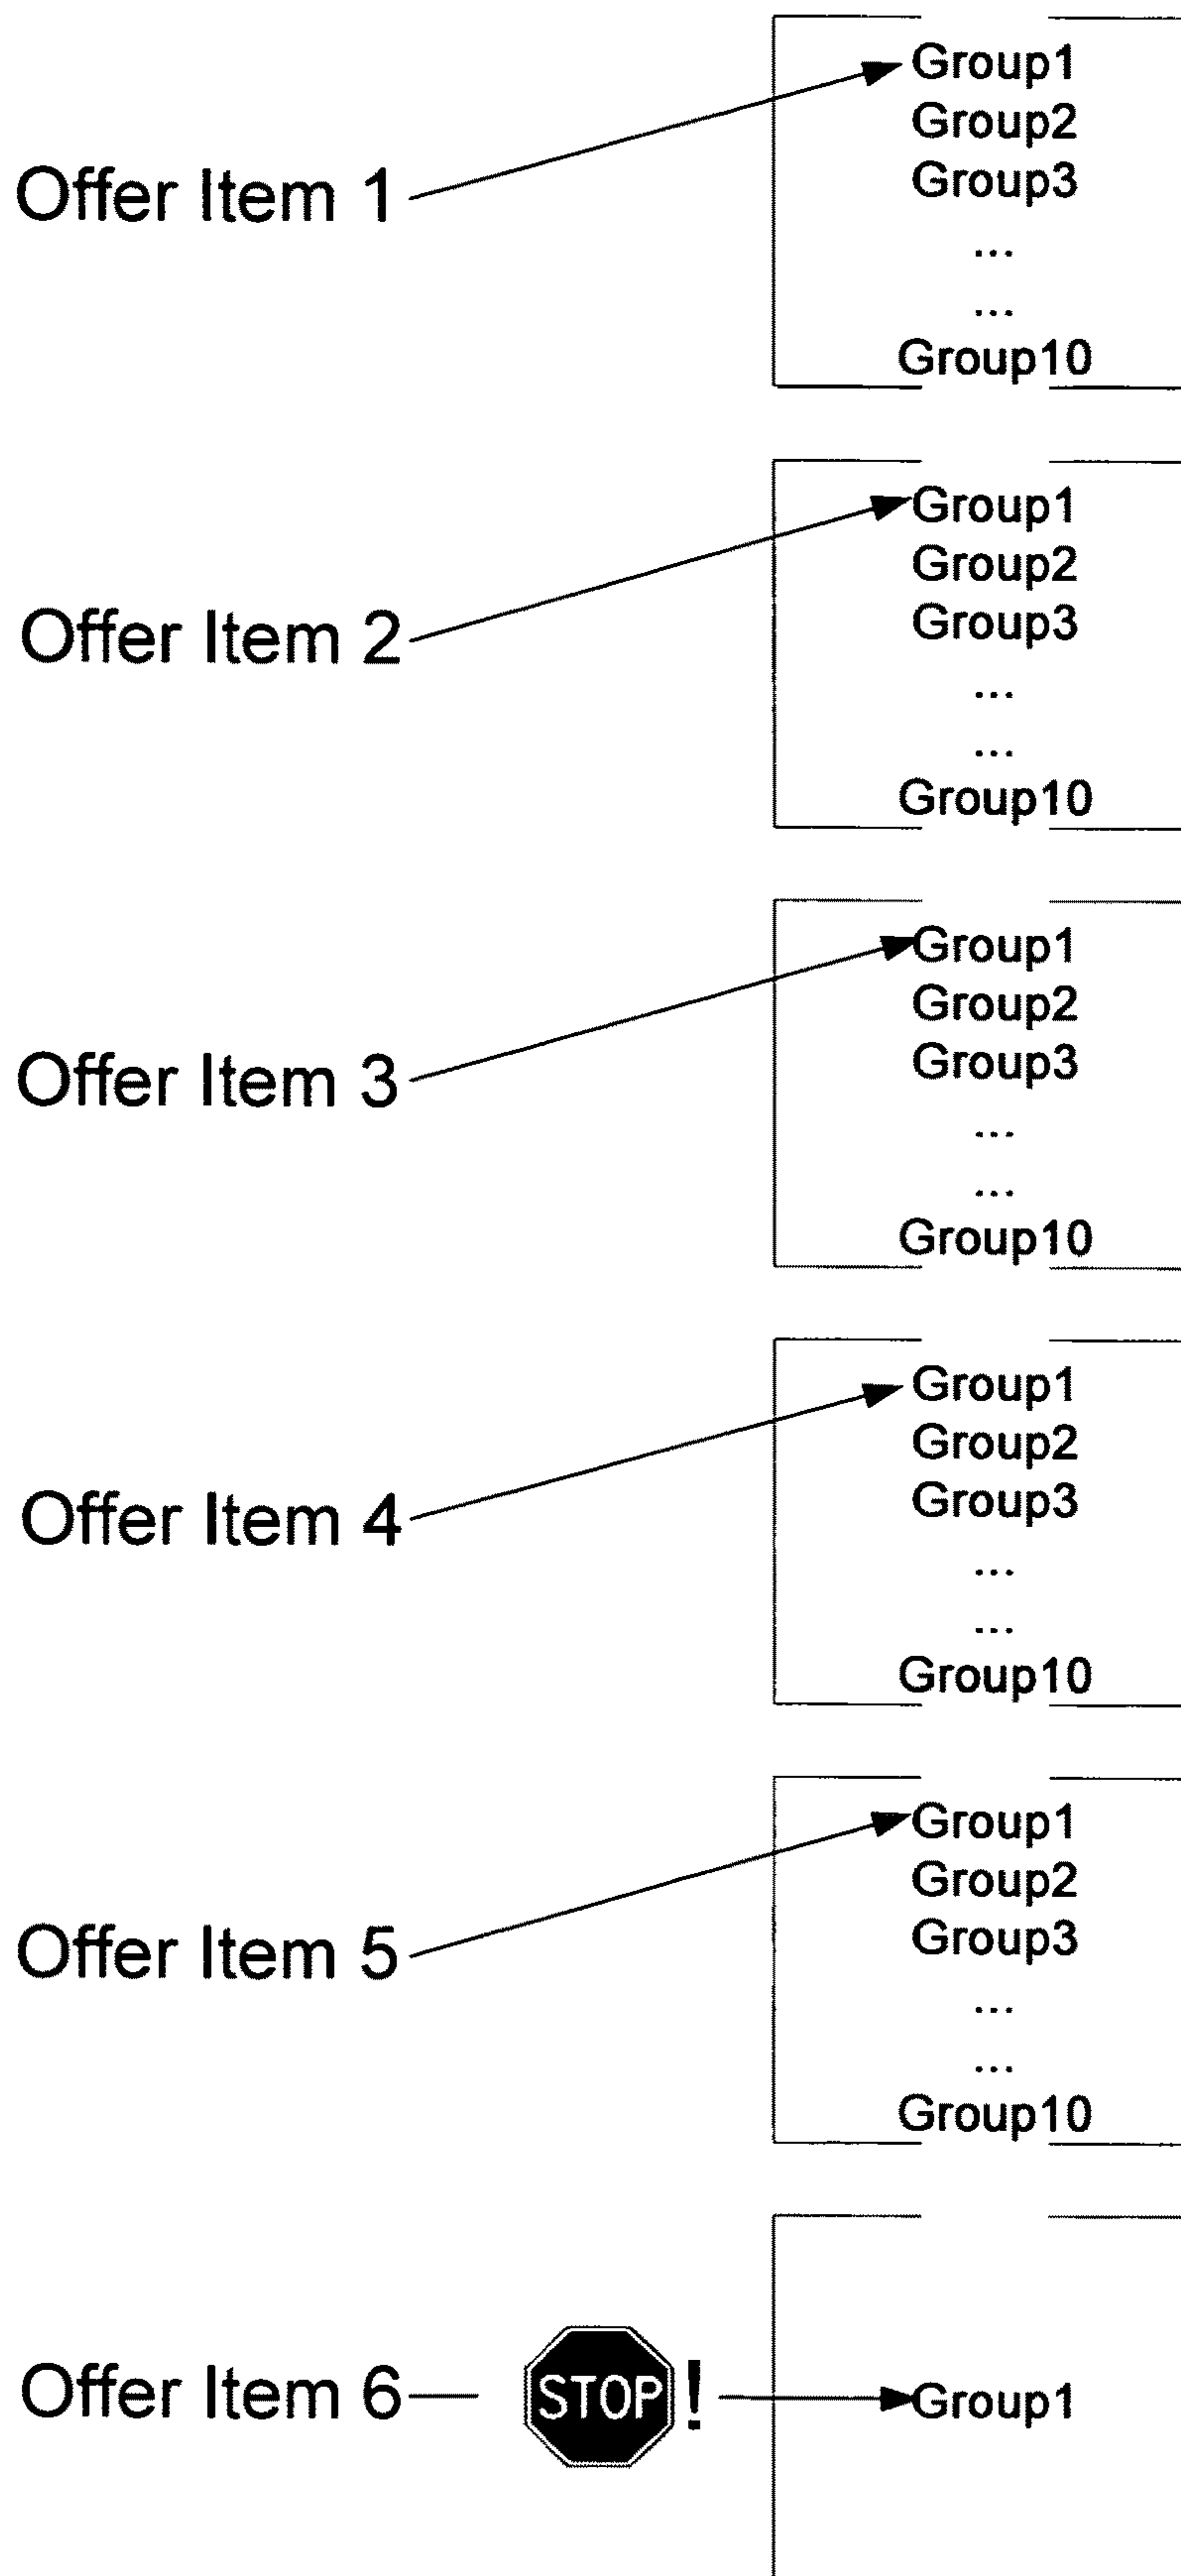 Group1
Group2
Offer Item 1
Group3
...
...
Group10
Group1
Group2
Offer Item 2
Group3
...
...
Group10
Group1
Group2
Offer Item 3
Group3
...
...
Group10
Group1
Group2
Offer Item 4
Group3
...
...
Group10
Group1
Group2
Offer Item 5
Group3
...
...
Group10
Offer Item 6 STOP! Group1